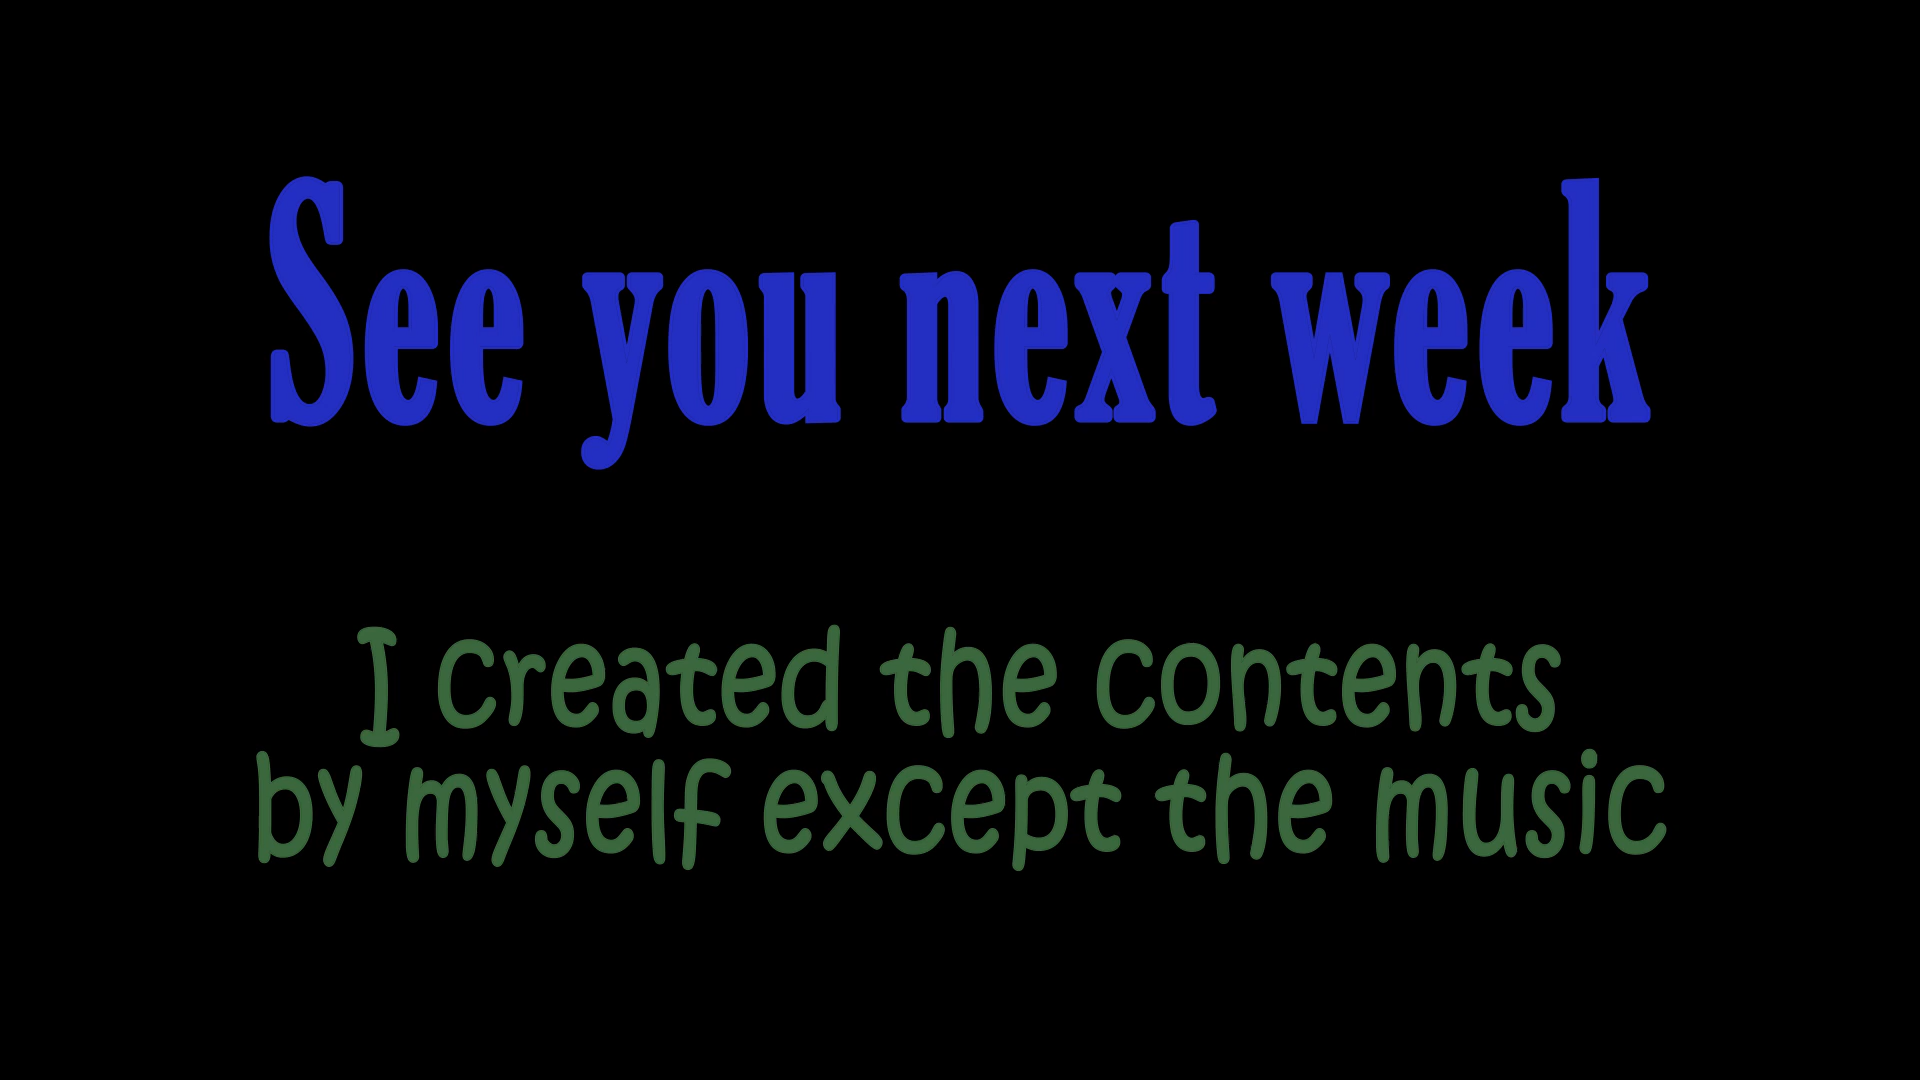 See you next week
I created the contents
by myself except the music